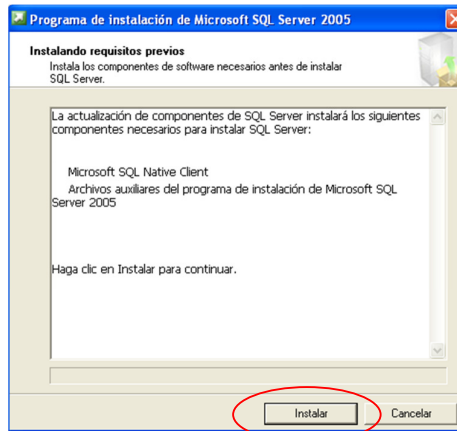 Programa de instalación de Microsoft SQL Server 2005
Instalando requisitos previos
Instala los componentes de software necesarios antes de instalar
SQL Server.
La actualización de componentes de SQL Server instalará los siguientes
componentes necesarios para instalar SQL Server:
Microsoft SQL Native Client
Archivos auxiliares del programa de instalación de Microsoft SQL
Server 2005
Haga clic en Instalar para continuar.
Instalar
Cancelar